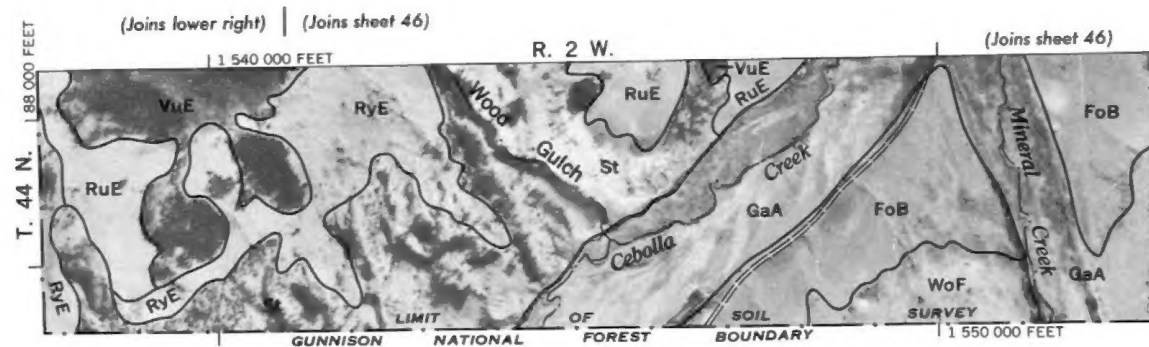 (Joins lower right) (Joins sheet 46)
R. 2 W.
(Joins sheet 46)
1 540 000 FEET
88 000 FEET
T. 44 N.
VuE
RyE
Wood
Gulch
RuE
VuE
RuE
Mineral
Creek
FoB
RuE
St
Creek
Cebolla
GaA
FoB
GaA
RyE
RyE
St
WoF
LIMIT OF SOIL SURVEY
GUNNISON NATIONAL FOREST BOUNDARY
1 550 000 FEET